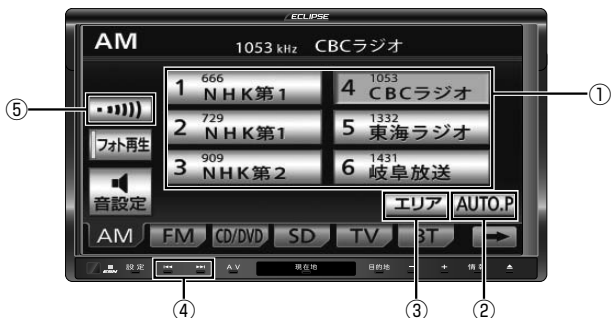 ECLIPSE
AM
1053 kHz CBCラジオ
1 666 NHK第1
4 1053 CBCラジオ
①
⑤
2 729 NHK第1
5 1332 東海ラジオ
フォト再生
3 909 NHK第2
6 1431 岐阜放送
音設定
エリア AUTO.P
AM FM CD/DVD SD TV BT
設定 AV 現在地 目的地 − + 情報
④ ③ ②